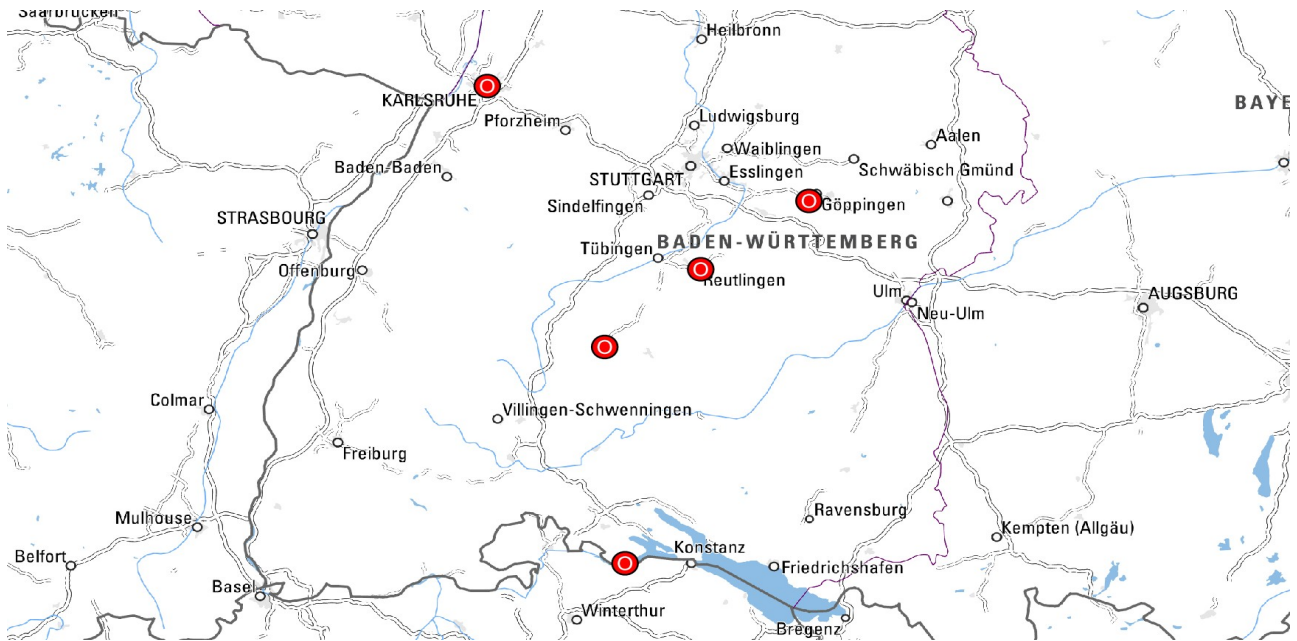 Saarbrücken
Heilbronn
KARLSRUHE
O
BAYE
Pforzheim
Ludwigsburg
Waiblingen
Aalen
Baden-Baden
STUTTGART
Esslingen
Schwäbisch Gmünd
Sindelfingen
O
Göppingen
STRASBOURG
Tübingen
BADEN-WÜRTTEMBERG
Offenburg
O
Reutlingen
Ulm
Neu-Ulm
AUGSBURG
O
Colmar
Villingen-Schwenningen
Freiburg
Mulhouse
Ravensburg
Kempten (Allgäu)
Belfort
O
Konstanz
Friedrichshafen
Basel
Winterthur
Bregenz